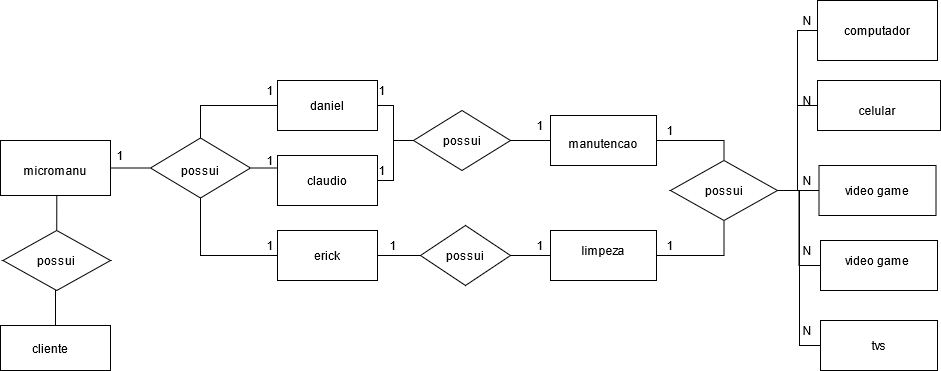 computador
N
N
celular
1
daniel
1
possui
1
manutencao
1
micromanu
1
possui
1
claudio
1
possui
N
video game
possui
1
erick
1
possui
1
limpeza
1
N
video game
cliente
N
tvs